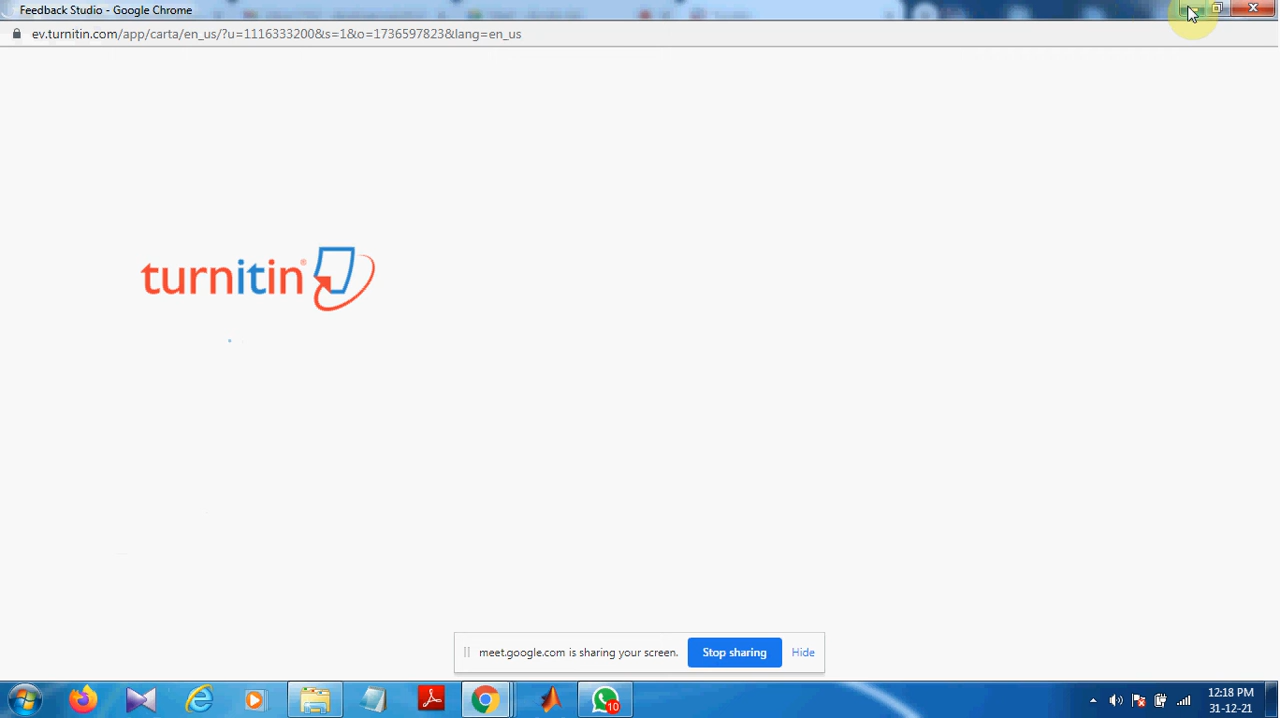 Feedback Studio - Google Chrome
ev.turnitin.com/app/carta/en_us/?u=1116333200&s=1&o=1736597823&lang=en_us
turnitin®
meet.google.com is sharing your screen. Stop sharing Hide
10
12:18 PM
31-12-21